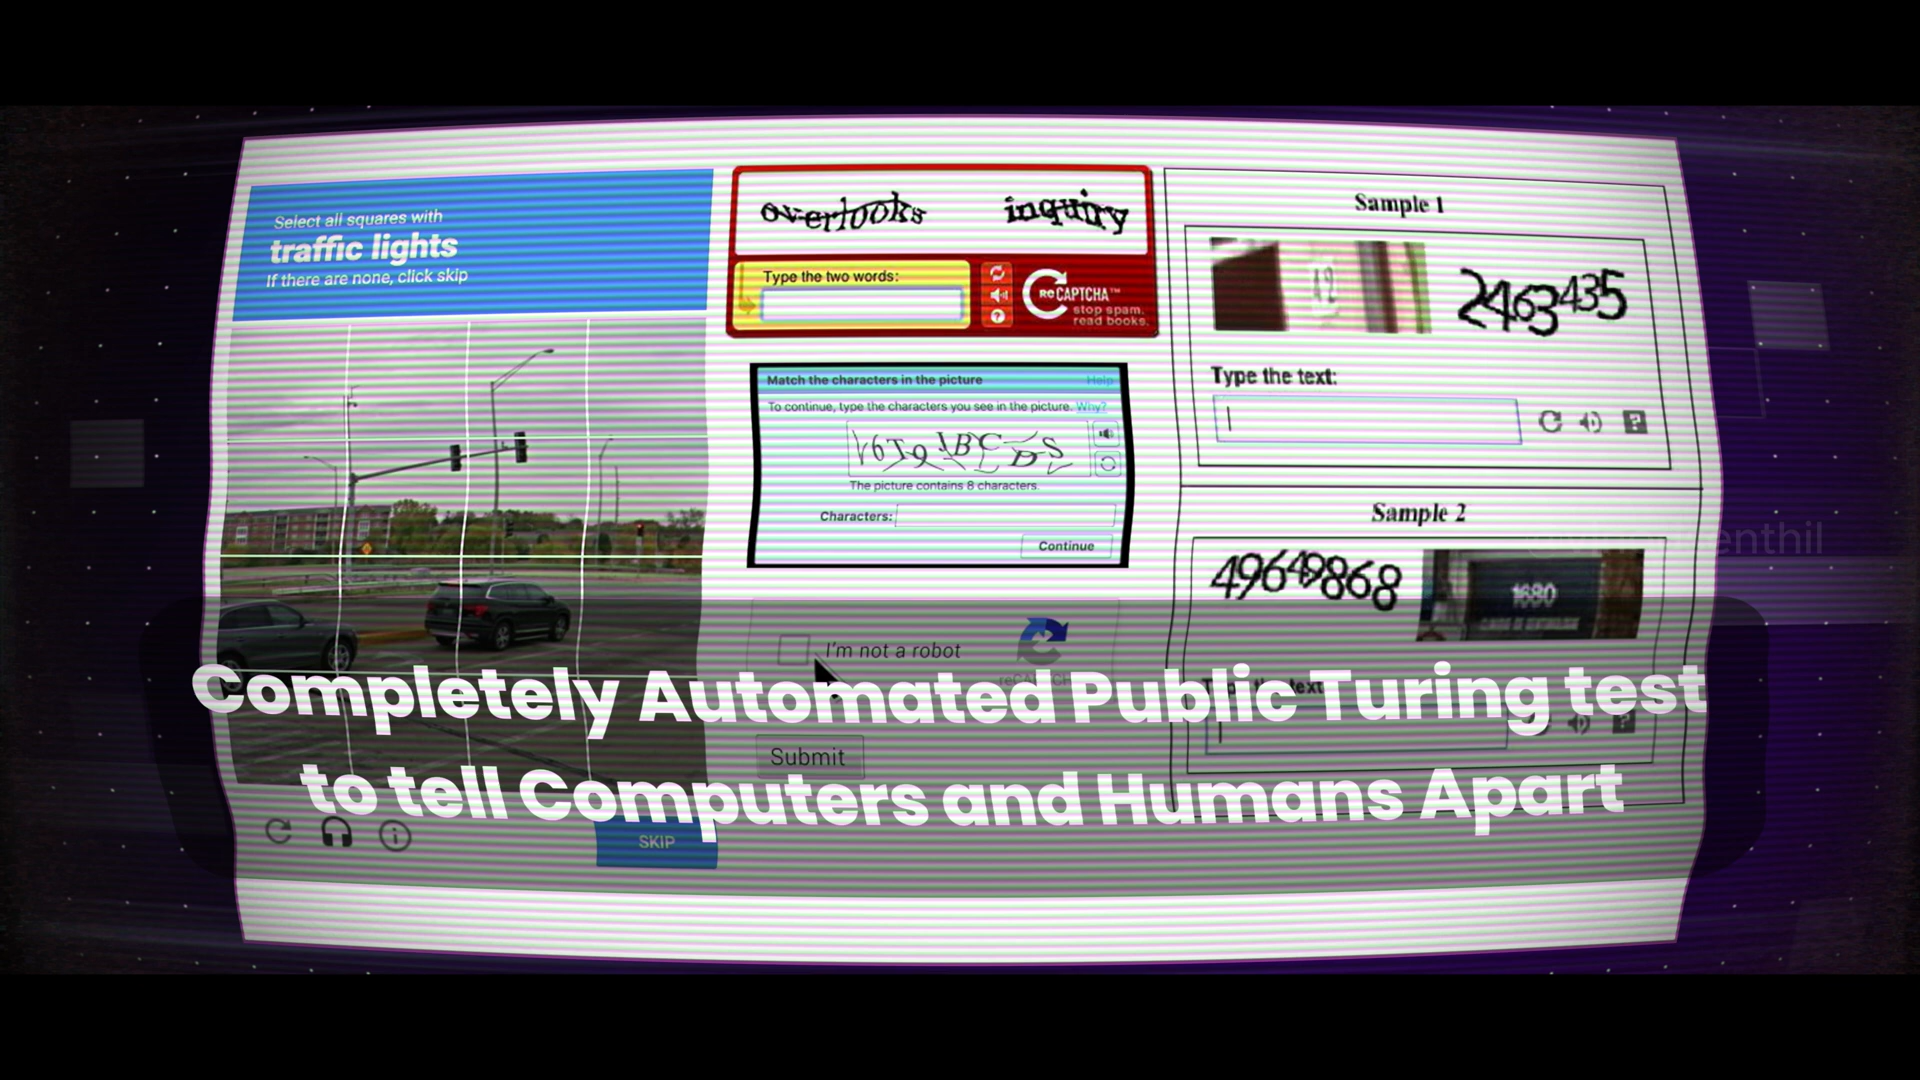 Select all squares with
traffic lights
If there are none, click skip
SKIP
overlooks inquiry
Type the two words:
ReCAPTCHA™
stop spam.
read books.
Match the characters in the picture
Help
To continue, type the characters you see in the picture. Why?
The picture contains 8 characters.
Characters:
Continue
I'm not a robot
Submit
Sample 1
42
2463435
Type the text:
Sample 2
49649868
1680
enthil
Completely Automated Public Turing test
to tell Computers and Humans Apart